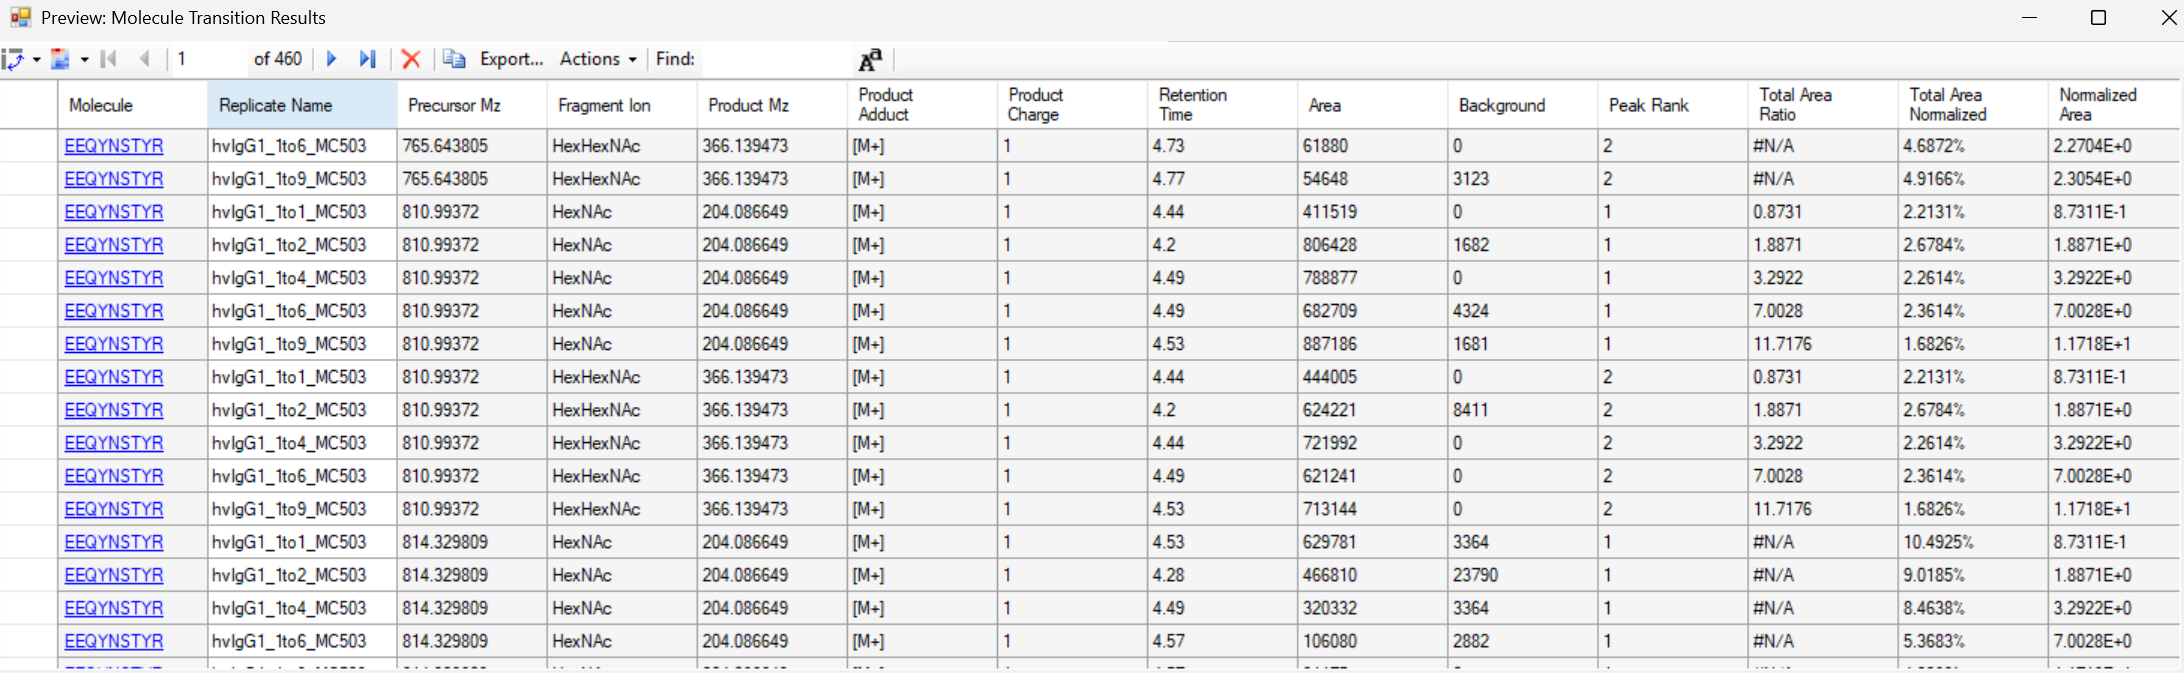 Preview: Molecule Transition Results
1 of 460 Export... Actions Find:
Molecule Replicate Name Precursor Mz Fragment Ion Product Mz Product Adduct Product Charge Retention Time Area Background Peak Rank Total Area Ratio Total Area Normalized Normalized Area
EEQYNSTYR hvIgG1_1to6_MC503 765.643805 HexHexNAc 366.139473 [M+] 1 4.73 61880 0 2 #N/A 4.6872% 2.2704E+0
EEQYNSTYR hvIgG1_1to9_MC503 765.643805 HexHexNAc 366.139473 [M+] 1 4.77 54648 3123 2 #N/A 4.9166% 2.3054E+0
EEQYNSTYR hvIgG1_1to1_MC503 810.99372 HexNAc 204.086649 [M+] 1 4.44 411519 0 1 0.8731 2.2131% 8.7311E-1
EEQYNSTYR hvIgG1_1to2_MC503 810.99372 HexNAc 204.086649 [M+] 1 4.2 806428 1682 1 1.8871 2.6784% 1.8871E+0
EEQYNSTYR hvIgG1_1to4_MC503 810.99372 HexNAc 204.086649 [M+] 1 4.49 788877 0 1 3.2922 2.2614% 3.2922E+0
EEQYNSTYR hvIgG1_1to6_MC503 810.99372 HexNAc 204.086649 [M+] 1 4.49 682709 4324 1 7.0028 2.3614% 7.0028E+0
EEQYNSTYR hvIgG1_1to9_MC503 810.99372 HexNAc 204.086649 [M+] 1 4.53 887186 1681 1 11.7176 1.6826% 1.1718E+1
EEQYNSTYR hvIgG1_1to1_MC503 810.99372 HexHexNAc 366.139473 [M+] 1 4.44 444005 0 2 0.8731 2.2131% 8.7311E-1
EEQYNSTYR hvIgG1_1to2_MC503 810.99372 HexHexNAc 366.139473 [M+] 1 4.2 624221 8411 2 1.8871 2.6784% 1.8871E+0
EEQYNSTYR hvIgG1_1to4_MC503 810.99372 HexHexNAc 366.139473 [M+] 1 4.44 721992 0 2 3.2922 2.2614% 3.2922E+0
EEQYNSTYR hvIgG1_1to6_MC503 810.99372 HexHexNAc 366.139473 [M+] 1 4.49 621241 0 2 7.0028 2.3614% 7.0028E+0
EEQYNSTYR hvIgG1_1to9_MC503 810.99372 HexHexNAc 366.139473 [M+] 1 4.53 713144 0 2 11.7176 1.6826% 1.1718E+1
EEQYNSTYR hvIgG1_1to1_MC503 814.329809 HexNAc 204.086649 [M+] 1 4.53 629781 3364 1 #N/A 10.4925% 8.7311E-1
EEQYNSTYR hvIgG1_1to2_MC503 814.329809 HexNAc 204.086649 [M+] 1 4.28 466810 23790 1 #N/A 9.0185% 1.8871E+0
EEQYNSTYR hvIgG1_1to4_MC503 814.329809 HexNAc 204.086649 [M+] 1 4.49 320332 3364 1 #N/A 8.4638% 3.2922E+0
EEQYNSTYR hvIgG1_1to6_MC503 814.329809 HexNAc 204.086649 [M+] 1 4.57 106080 2882 1 #N/A 5.3683% 7.0028E+0